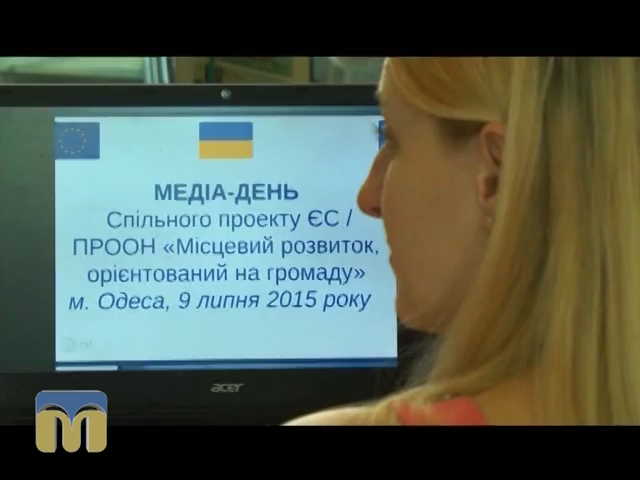 МЕДІА-ДЕНЬ
Спільного проекту ЄС /
ПРООН «Місцевий розвиток,
орієнтований на громаду»
м. Одеса, 9 липня 2015 року
acer
M